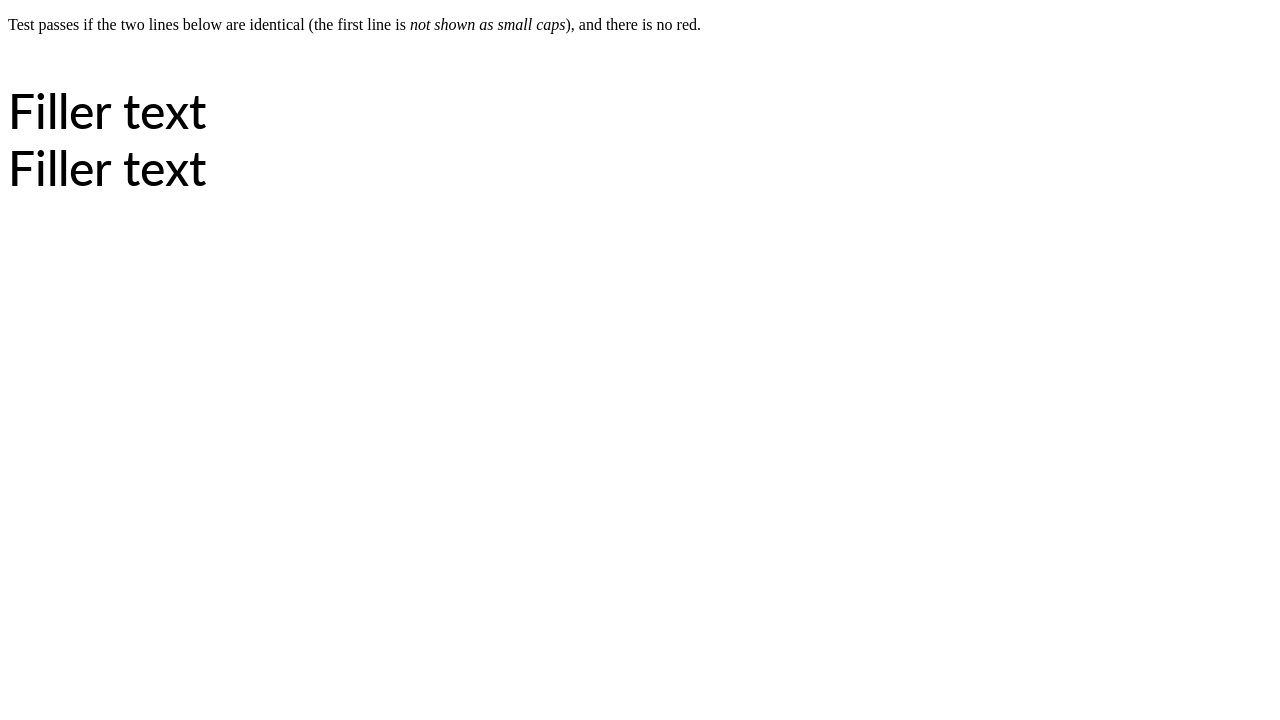 Test passes if the two lines below are identical (the first line is not shown as small caps), and there is no red.
Filler text
Filler text